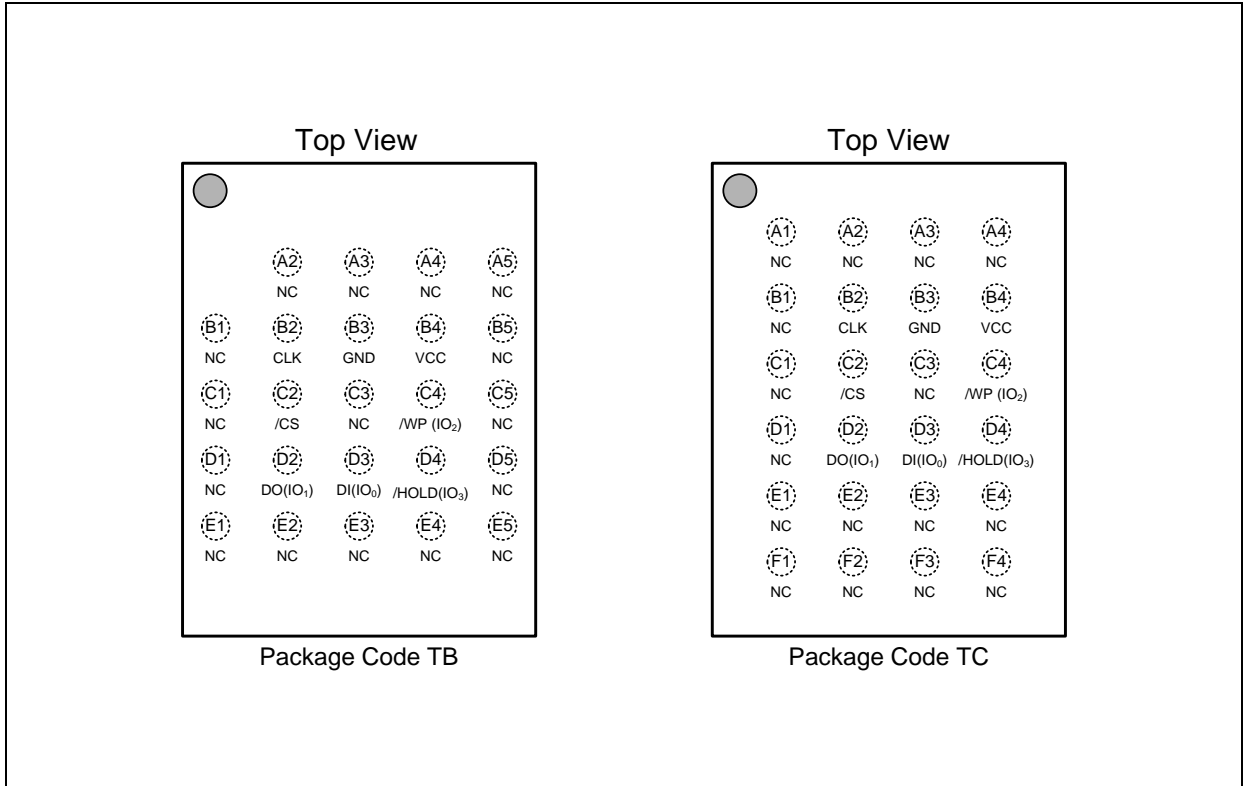 Top View
A2 A3 A4 A5
NC NC NC NC
B1 B2 B3 B4 B5
NC CLK GND VCC NC
C1 C2 C3 C4 C5
NC /CS NC /WP (IO₂) NC
D1 D2 D3 D4 D5
NC DO(IO₁) DI(IO₀) /HOLD(IO₃) NC
E1 E2 E3 E4 E5
NC NC NC NC NC
Package Code TB
Top View
A1 A2 A3 A4
NC NC NC NC
B1 B2 B3 B4
NC CLK GND VCC
C1 C2 C3 C4
NC /CS NC /WP (IO₂)
D1 D2 D3 D4
NC DO(IO₁) DI(IO₀) /HOLD(IO₃)
E1 E2 E3 E4
NC NC NC NC
F1 F2 F3 F4
NC NC NC NC
Package Code TC